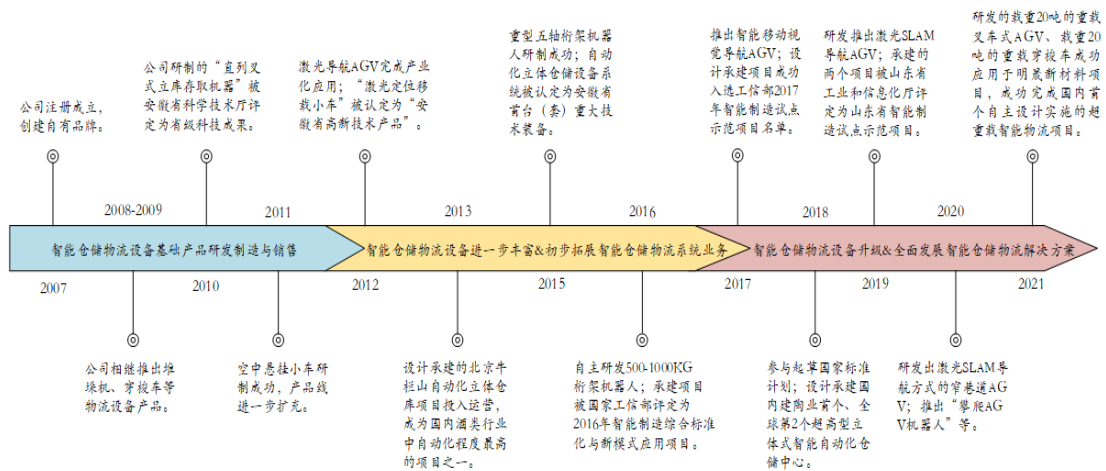 公司注册成立，
创建自有品牌。
公司研制的“直列叉
式立库存取机器”被
安徽省科学技术厅评
定为省级科技成果。
激光导航AGV完成产业
化应用；“激光定位移
载小车”被认定为“安
徽省高新技术产品”。
重型五轴桁架机器
人研制成功；自动
化立体仓储设备系
统被认定为安徽省
首台（套）重大技
术装备。
推出智能移动视
觉导航AGV；设
计承建项目成功
入选工信部2017
年智能制造试点
示范项目名单。
研发推出激光SLAM
导航AGV；承建的
两个项目被山东省
工业和信息化厅评
定为山东省智能制
造试点示范项目。
研发的载重20吨的重载
叉车式AGV、载重20
吨的重载穿梭车成功
应用于明晟新材料项
目，成功完成国内首
个自主设计实施的超
重载智能物流项目。
2008-2009
2011
2013
2016
2018
2020
智能仓储物流设备基础产品研发制造与销售
智能仓储物流设备进一步丰富&初步拓展智能仓储物流系统业务
智能仓储物流设备升级&全面发展智能仓储物流解决方案
2007
2010
2012
2015
2017
2019
2021
公司相继推出堆
垛机、穿梭车等
物流设备产品。
空中悬挂小车研
制成功，产品线
进一步扩充。
设计承建的北京牛
栏山自动化立体仓
库项目投入运营，
成为国内酒类行业
中自动化程度最高
的项目之一。
自主研发500-1000KG
桁架机器人；承建项目
被国家工信部评定为
2016年智能制造综合标准
化与新模式应用项目。
参与起草国家标准
计划；设计承建国
内建陶业首个、全
球第2个超高型立
体式智能自动化仓
储中心。
研发出激光SLAM导
航方式的窄巷道AG
V；推出“攀爬AG
V机器人”等。